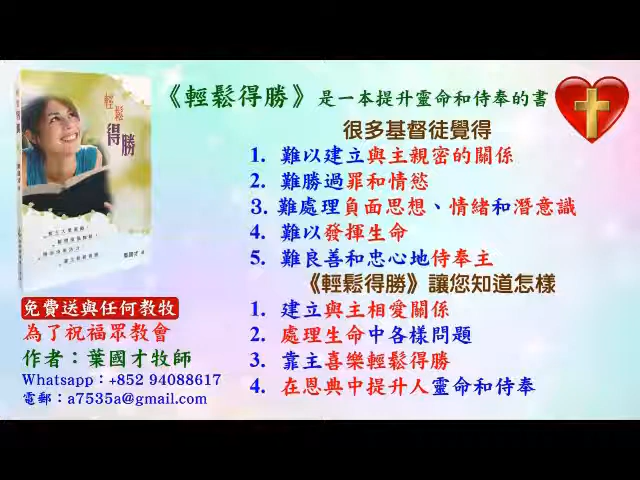 《輕鬆得勝》是一本提升靈命和侍奉的書
很多基督徒覺得
1. 難以建立與主親密的關係
2. 難勝過罪和情慾
3. 難處理負面思想、情緒和潛意識
4. 難以發揮生命
5. 難良善和忠心地侍奉主
《輕鬆得勝》讓您知道怎樣
1. 建立與主相愛關係
2. 處理生命中各樣問題
3. 靠主喜樂輕鬆得勝
4. 在恩典中提升人靈命和侍奉
輕鬆
得勝
免費送與任何教牧
為了祝福眾教會
作者：葉國才牧師
Whatsapp：+852 94088617
電郵：a7535a@gmail.com